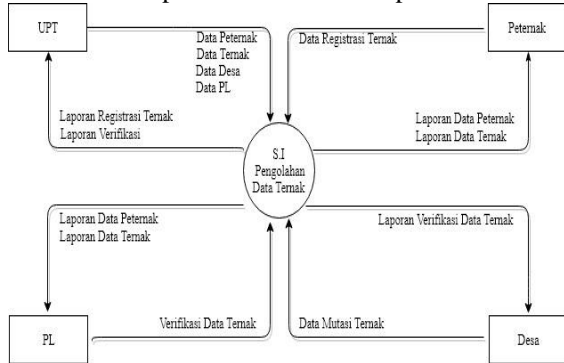 UPT
Peternak
Data Peternak
Data Ternak
Data Desa
Data PL
Data Registrasi Ternak
Laporan Registrasi Ternak
Laporan Verifikasi
Laporan Data Peternak
Laporan Data Ternak
S.I
Pengolahan
Data Ternak
Laporan Data Peternak
Laporan Data Ternak
Laporan Verifikasi Data Ternak
Verifikasi Data Ternak
Data Mutasi Ternak
PL
Desa